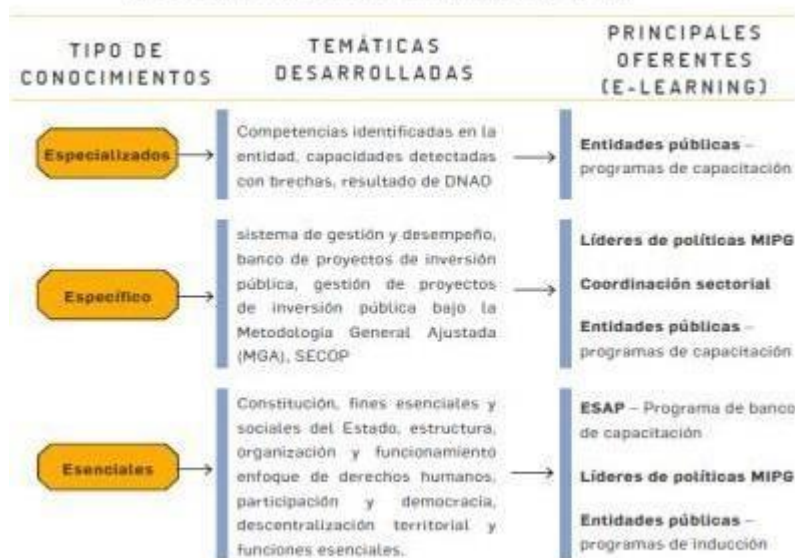 TIPO DE
CONOCIMIENTOS
TEMÁTICAS
DESARROLLADAS
PRINCIPALES
OFERENTES
(E-LEARNING)
Especializados
Competencias identificadas en la
entidad, capacidades detectadas
con brechas, resultado de DNAO
Entidades públicas –
programas de capacitación
Específico
sistema de gestión y desempeño,
banco de proyectos de inversión
pública, gestión de proyectos
de inversión pública bajo la
Metodología General Ajustada
(MGA), SECOP
Líderes de políticas MIPG
Coordinación sectorial
Entidades públicas –
programas de capacitación
Esenciales
Constitución, fines esenciales y
sociales del Estado, estructura,
organización y funcionamiento
enfoque de derechos humanos,
participación y democracia,
descentralización territorial y
funciones esenciales.
ESAP – Programa de banco
de capacitación
Líderes de políticas MIPG
Entidades públicas –
programas de inducción